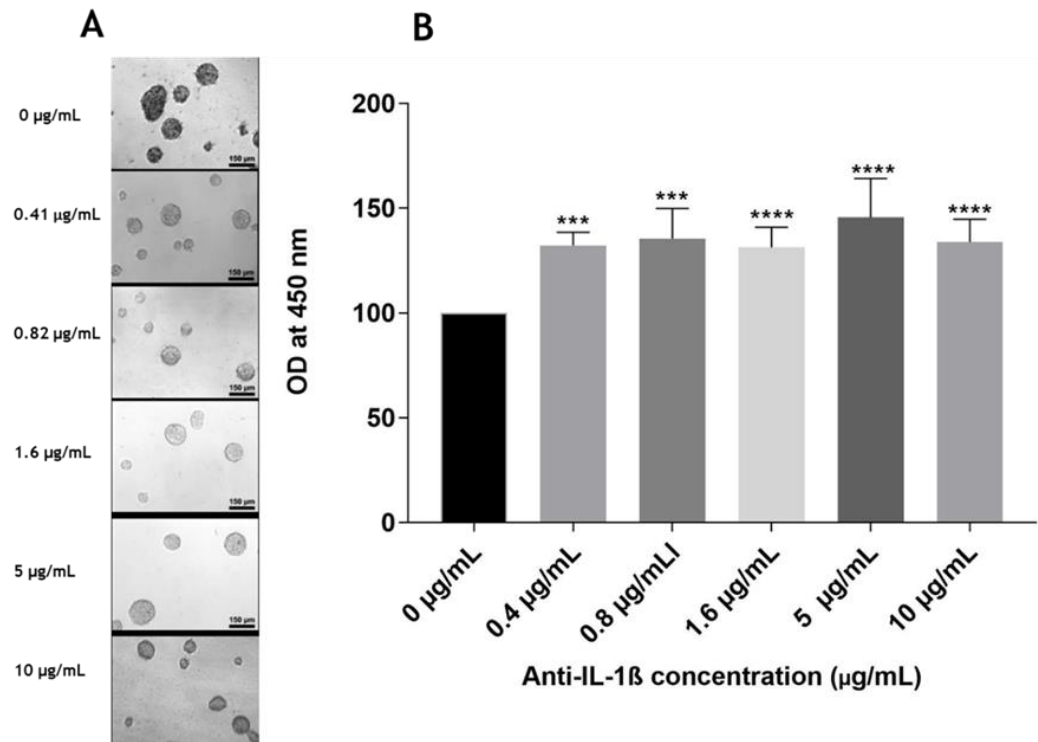 A
0 µg/mL
150 µm
0.41 µg/mL
150 µm
0.82 µg/mL
150 µm
1.6 µg/mL
150 µm
5 µg/mL
150 µm
10 µg/mL
B
OD at 450 nm
200
150
100
50
0
***
***
****
****
****
0 µg/mL
0.4 µg/mL
0.8 µg/mLl
1.6 µg/mL
5 µg/mL
10 µg/mL
Anti-IL-1ß concentration (µg/mL)